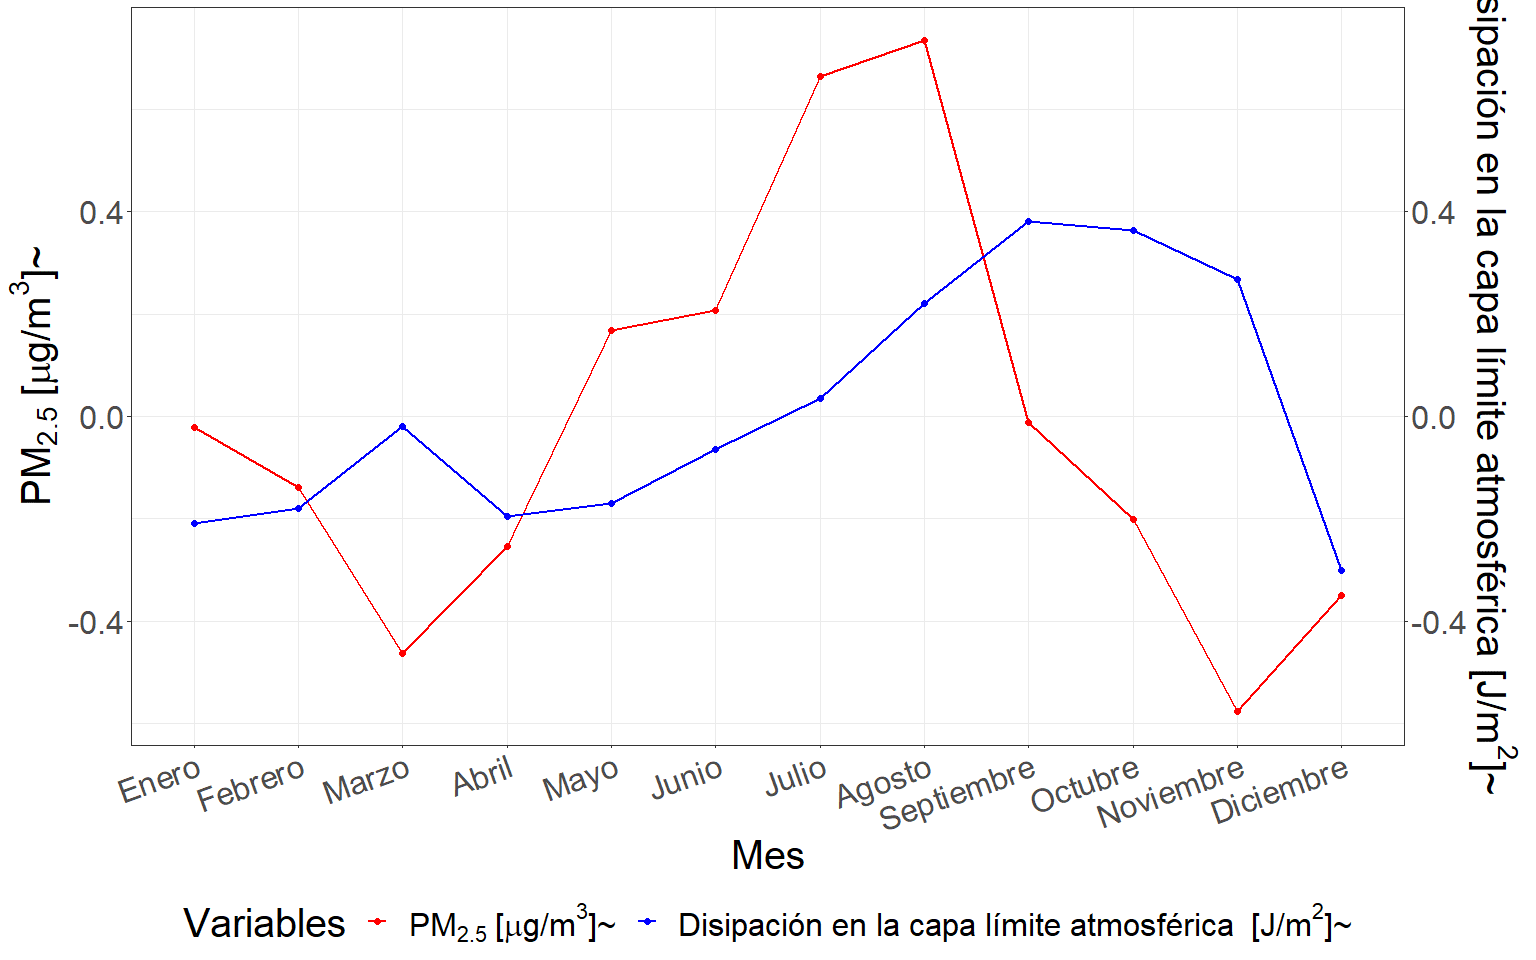 PM2.5 [μg/m3]~
0.4
0.0
-0.4
0.4
0.0
-0.4
sipación en la capa límite atmosférica [J/m2]~
Enero
Febrero
Marzo
Abril
Mayo
Junio
Julio
Agosto
Septiembre
Octubre
Noviembre
Diciembre
Mes
Variables PM2.5 [μg/m3]~ Disipación en la capa límite atmosférica [J/m2]~